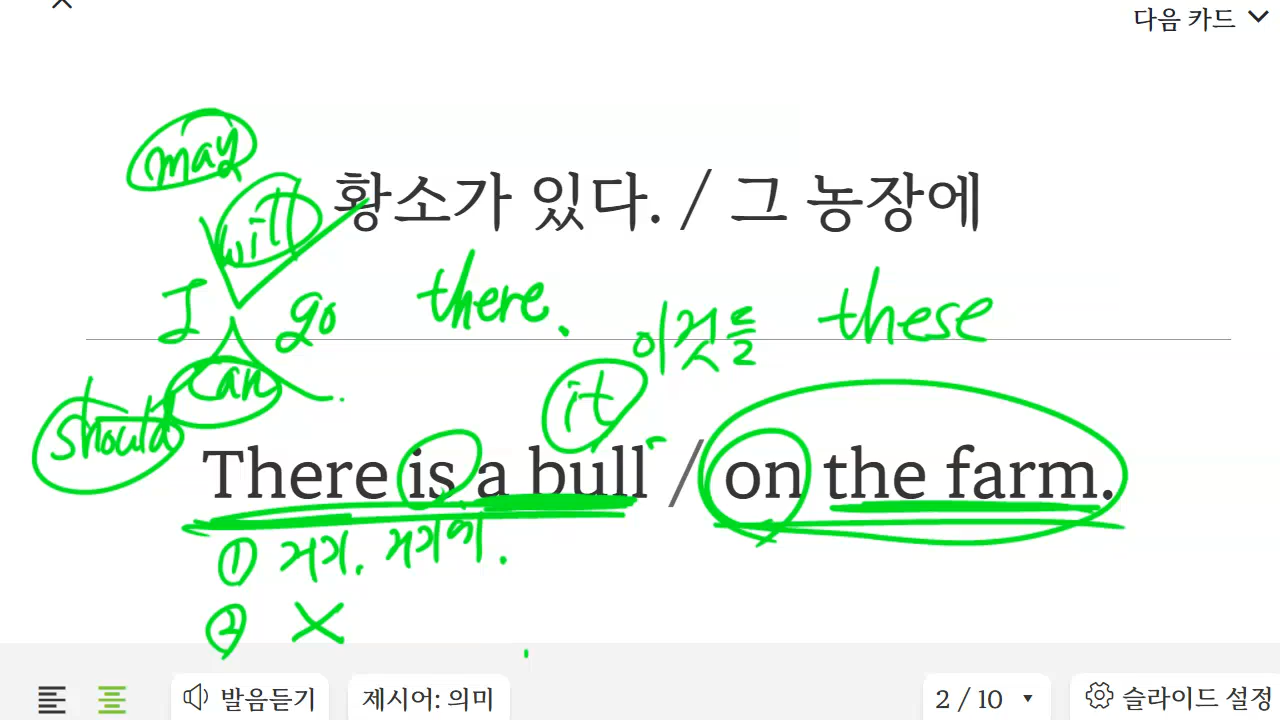 다음 카드
may
will
황소가 있다. / 그 농장에
I go there.
이것들 these
can
it
should
There is a bull / on the farm.
① 거기. 거기에.
② X
발음듣기
제시어: 의미
2 / 10
슬라이드 설정